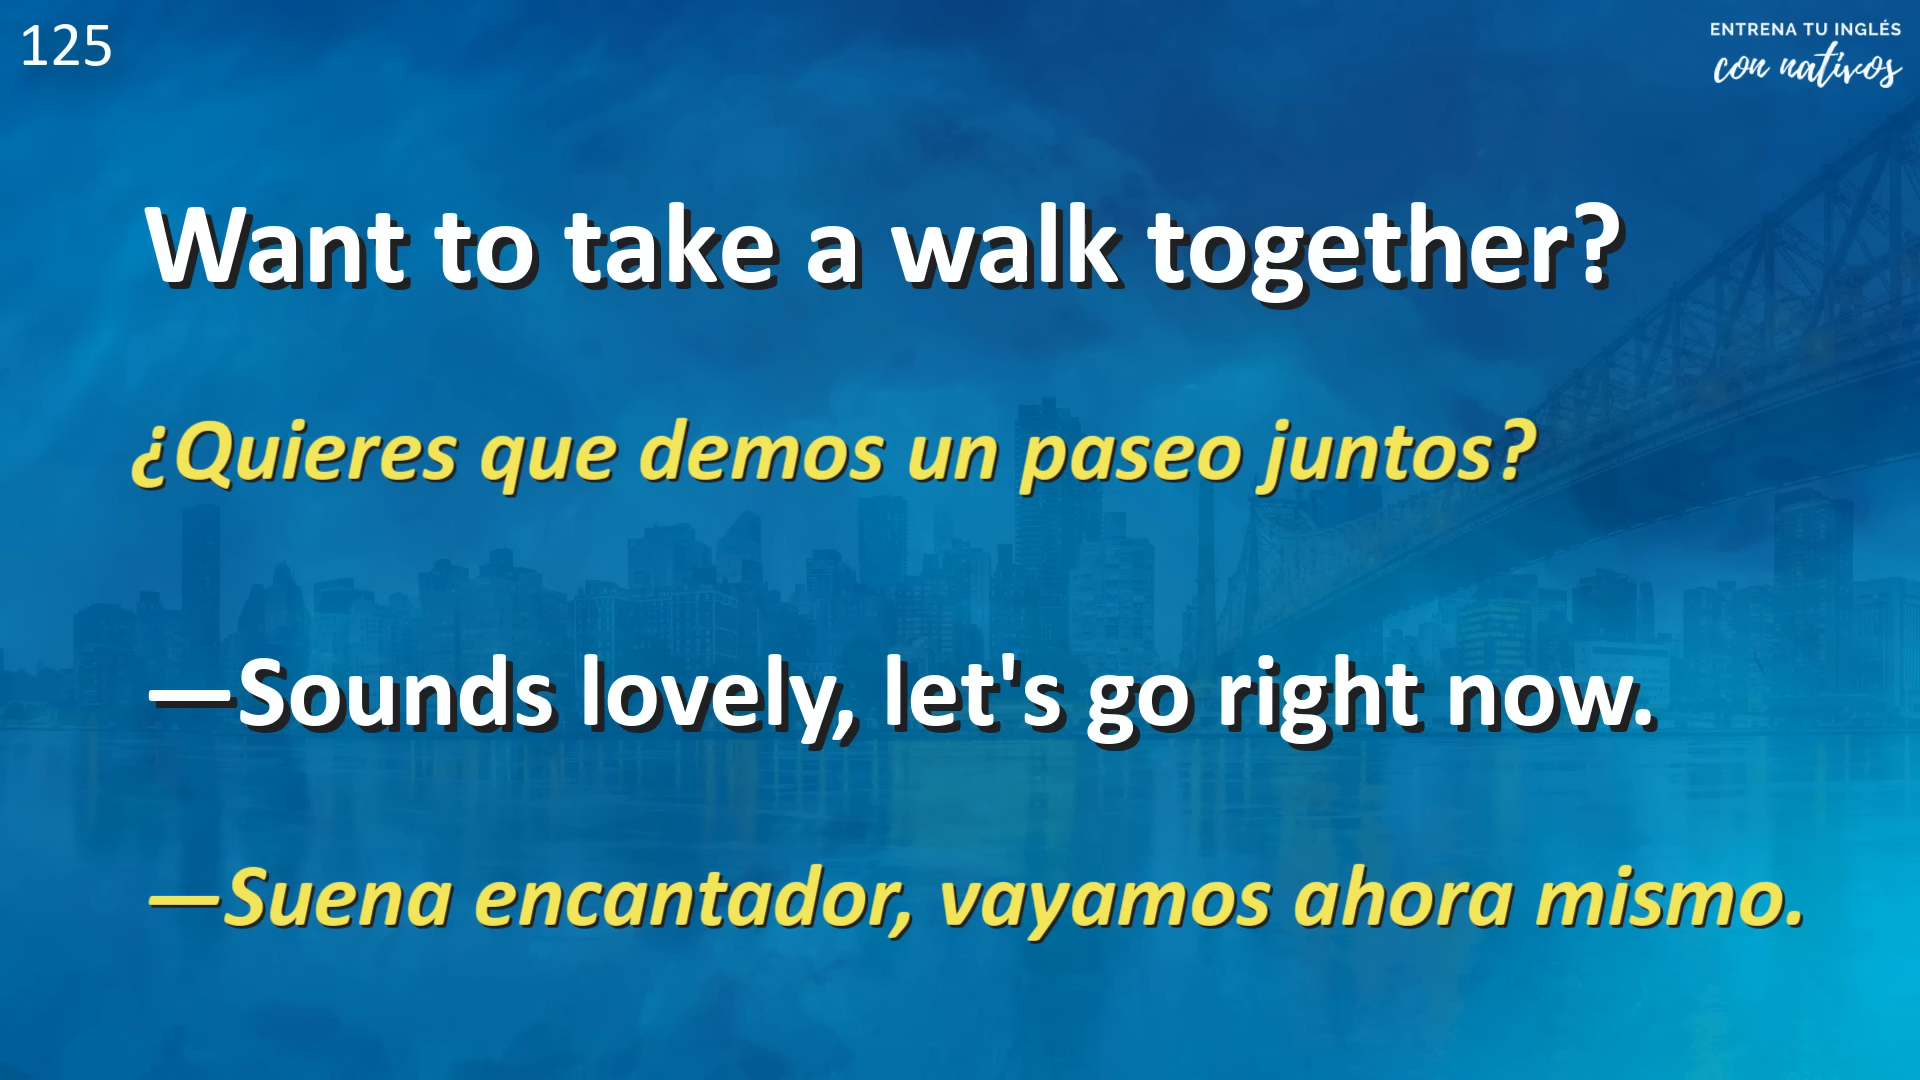 125
ENTRENA TU INGLÉS
con nativos
Want to take a walk together?
¿Quieres que demos un paseo juntos?
—Sounds lovely, let's go right now.
—Suena encantador, vayamos ahora mismo.